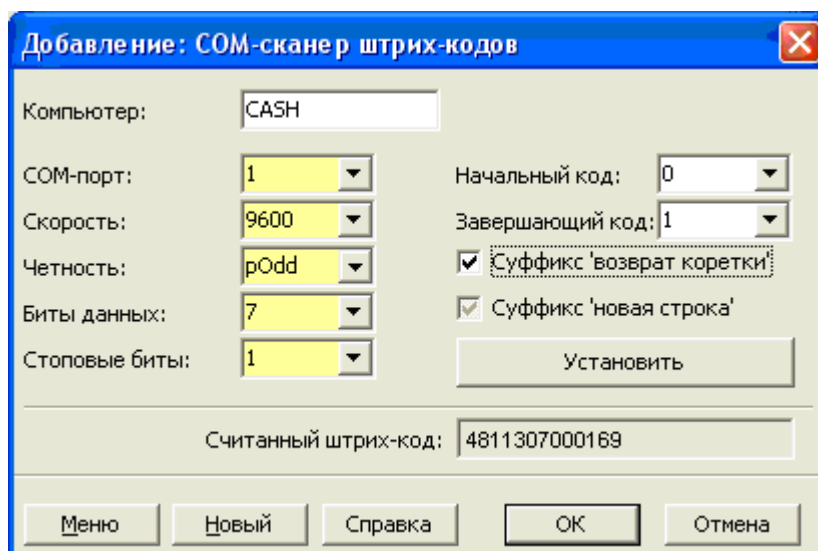 Добавление: COM-сканер штрих-кодов
Компьютер: CASH
COM-порт: 1 Начальный код: 0
Скорость: 9600 Завершающий код: 1
Четность: pOdd Суффикс 'возврат коретки'
Биты данных: 7 Суффикс 'новая строка'
Стоповые биты: 1 Установить
Считанный штрих-код: 4811307000169
Меню Новый Справка ОК Отмена